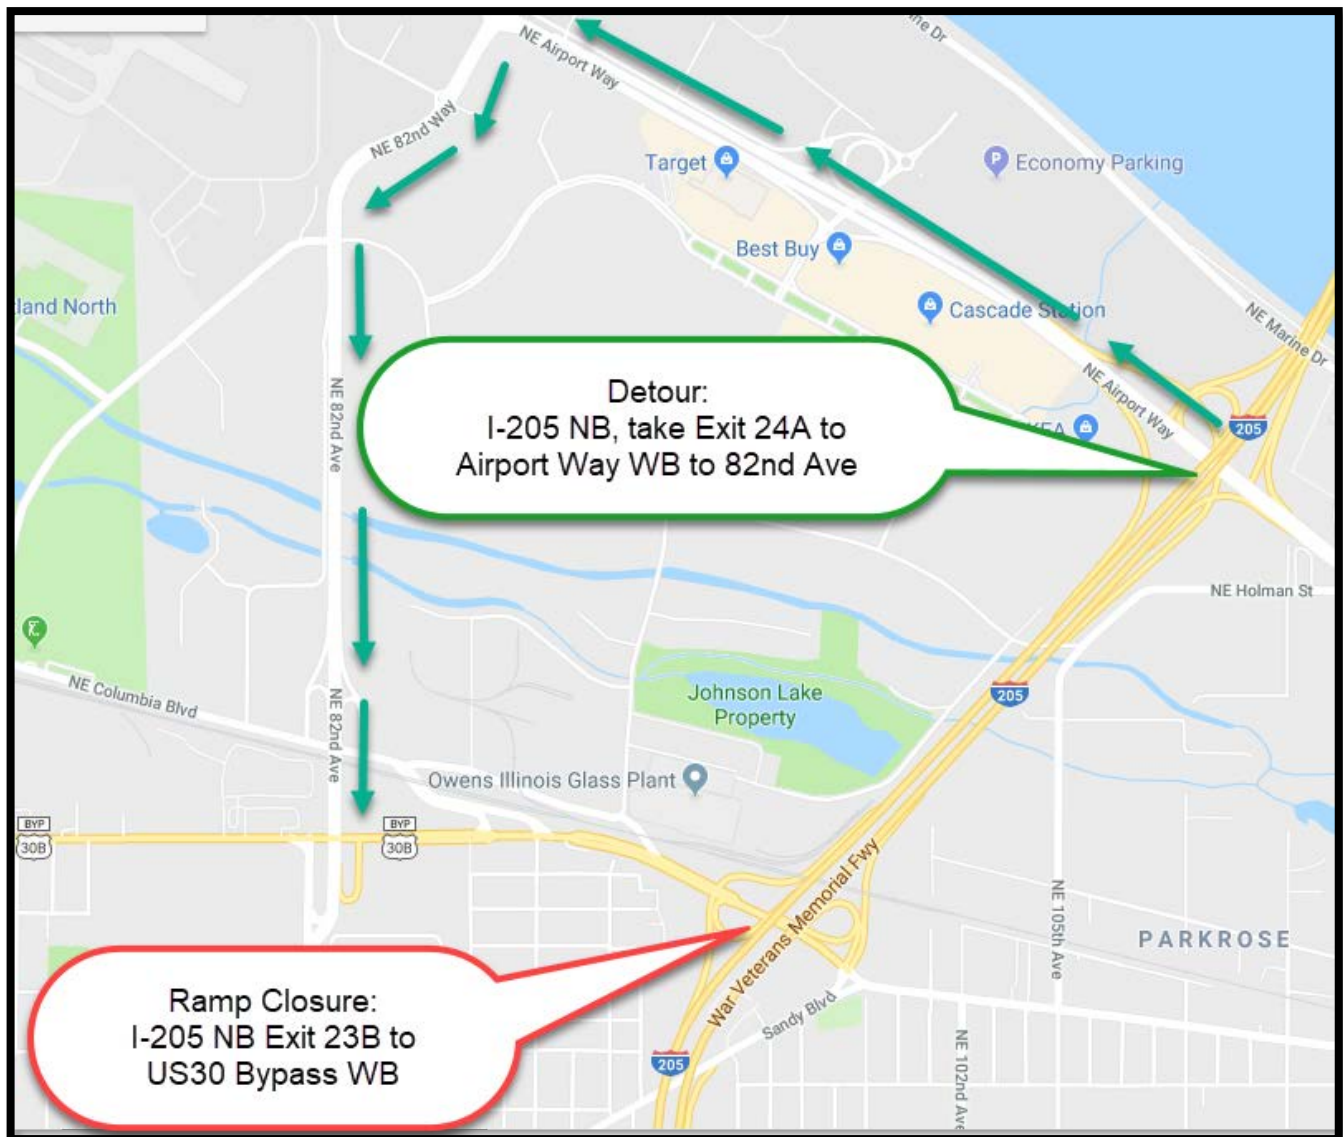 ne Dr
NE Airport Way
NE 82nd Way
Target
P
Economy Parking
Best Buy
tland North
Cascade Station
NE Marine Dr
NE Airport Way
205
NE 82nd Ave
Detour:
I-205 NB, take Exit 24A to
Airport Way WB to 82nd Ave
NE Holman St
NE Columbia Blvd
NE 82nd Ave
Johnson Lake
Property
205
Owens Illinois Glass Plant
BYP
30B
BYP
30B
War Veterans Memorial Fwy
NE 105th Ave
PARKROSE
Ramp Closure:
I-205 NB Exit 23B to
US30 Bypass WB
Sandy Blvd
205
NE 102nd Ave